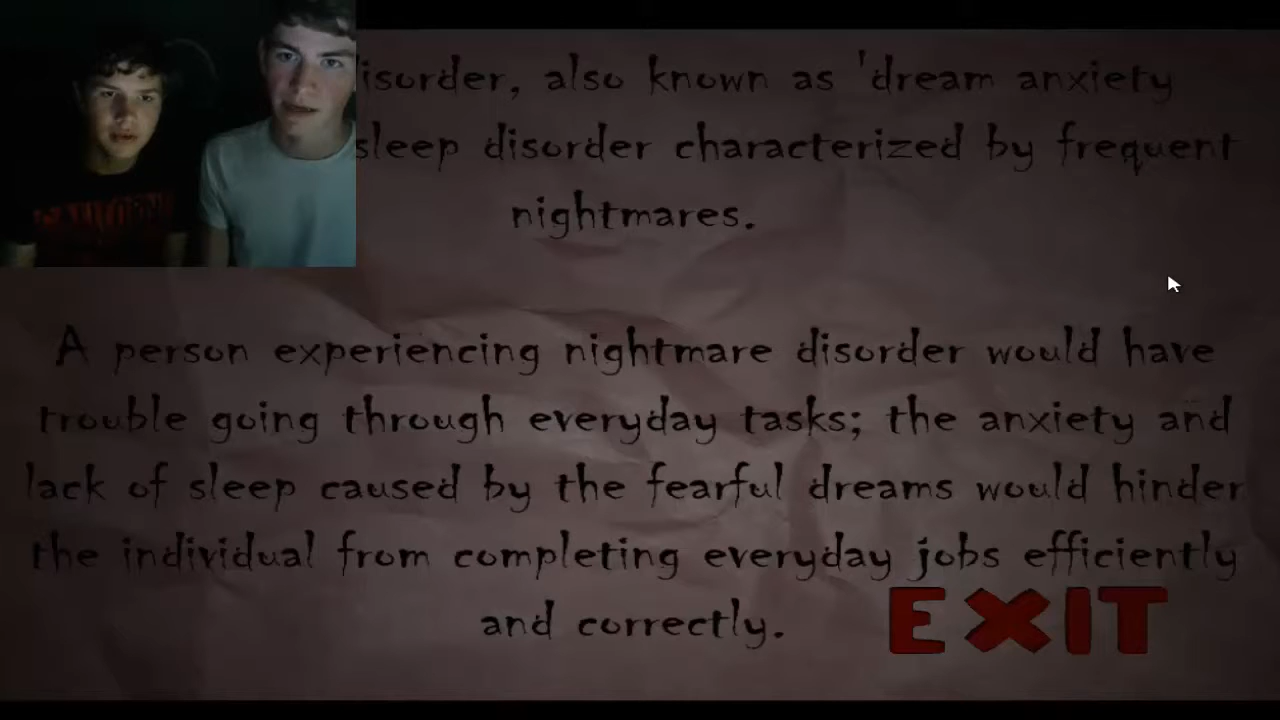 isorder, also known as 'dream anxiety
sleep disorder characterized by frequent
nightmares.
A person experiencing nightmare disorder would have
trouble going through everyday tasks; the anxiety and
lack of sleep caused by the fearful dreams would hinder
the individual from completing everyday jobs efficiently
and correctly.
EXIT